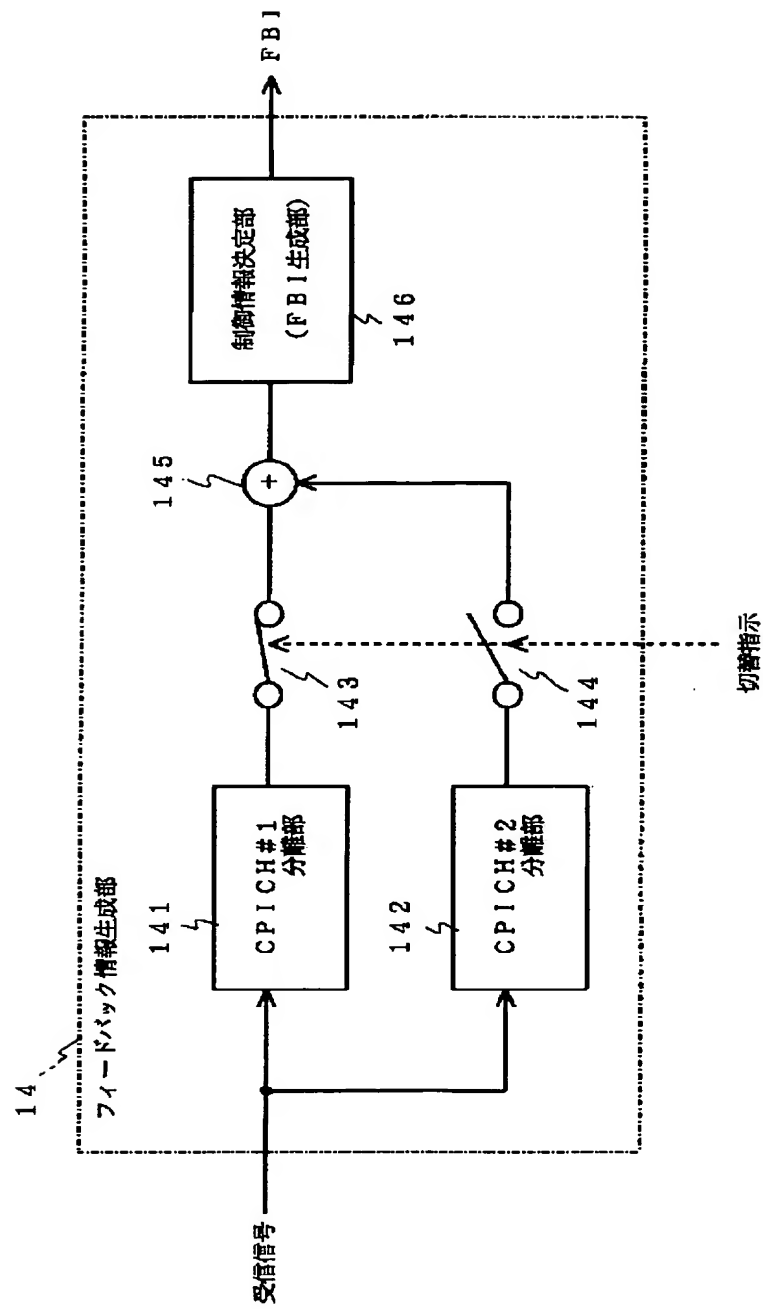 14
フィードバック情報生成部
受信信号
141
CPICH#1
分離部
142
CPICH#2
分離部
143
144
切替指示
145
+
制御情報決定部
(FBI生成部)
146
FBI